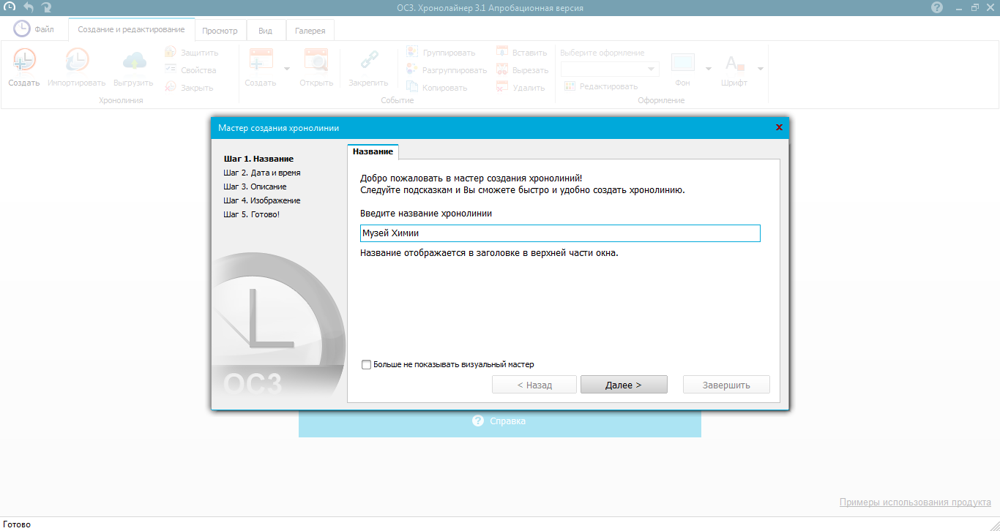 ОС3. Хронолайнер 3.1 Апробационная версия
Файл
Создание и редактирование
Просмотр
Вид
Галерея
Создать
Импортировать
Выгрузить
Защитить
Свойства
Закрыть
Хронолиния
Создать
Открыть
Закрепить
Группировать
Разгруппировать
Копировать
Вставить
Вырезать
Удалить
Событие
Выберите оформление
Редактировать
Фон
Шрифт
Оформление
Мастер создания хронолинии
Шаг 1. Название
Шаг 2. Дата и время
Шаг 3. Описание
Шаг 4. Изображение
Шаг 5. Готово!
ОС3
Название
Добро пожаловать в мастер создания хронолиний!
Следуйте подсказкам и Вы сможете быстро и удобно создать хронолинию.
Введите название хронолинии
Музей Химии
Название отображается в заголовке в верхней части окна.
Больше не показывать визуальный мастер
< Назад
Далее >
Завершить
Справка
Примеры использования продукта
Готово